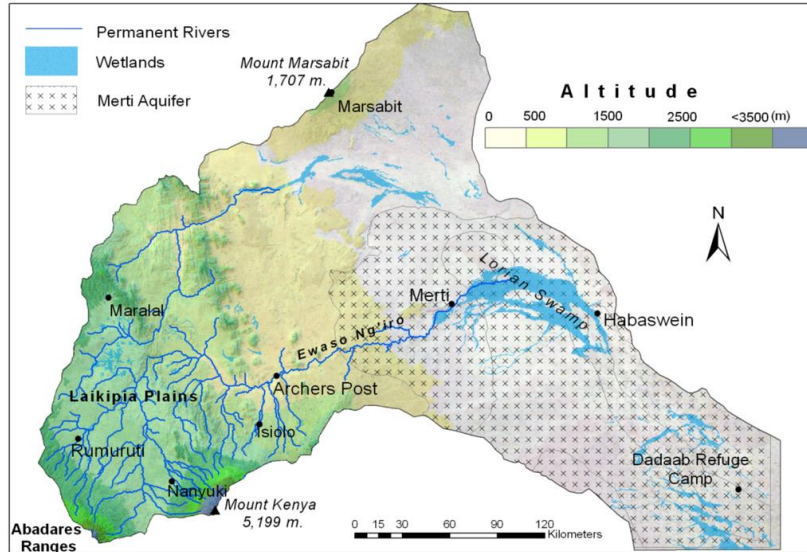 Permanent Rivers
Wetlands
Merti Aquifer
Mount Marsabit
1,707 m.
Marsabit
Altitude
0 500 1500 2500 <3500 (m)
N
Maralal
Merti
Lorian Swamp
Habaswein
Ewaso Ng'iro
Archers Post
Laikipia Plains
Isiolo
Rumuruti
Nanyuki
Dadaab Refuge
Camp
Mount Kenya
5,199 m.
Abadares
Ranges
0 15 30 60 90 120
Kilometers